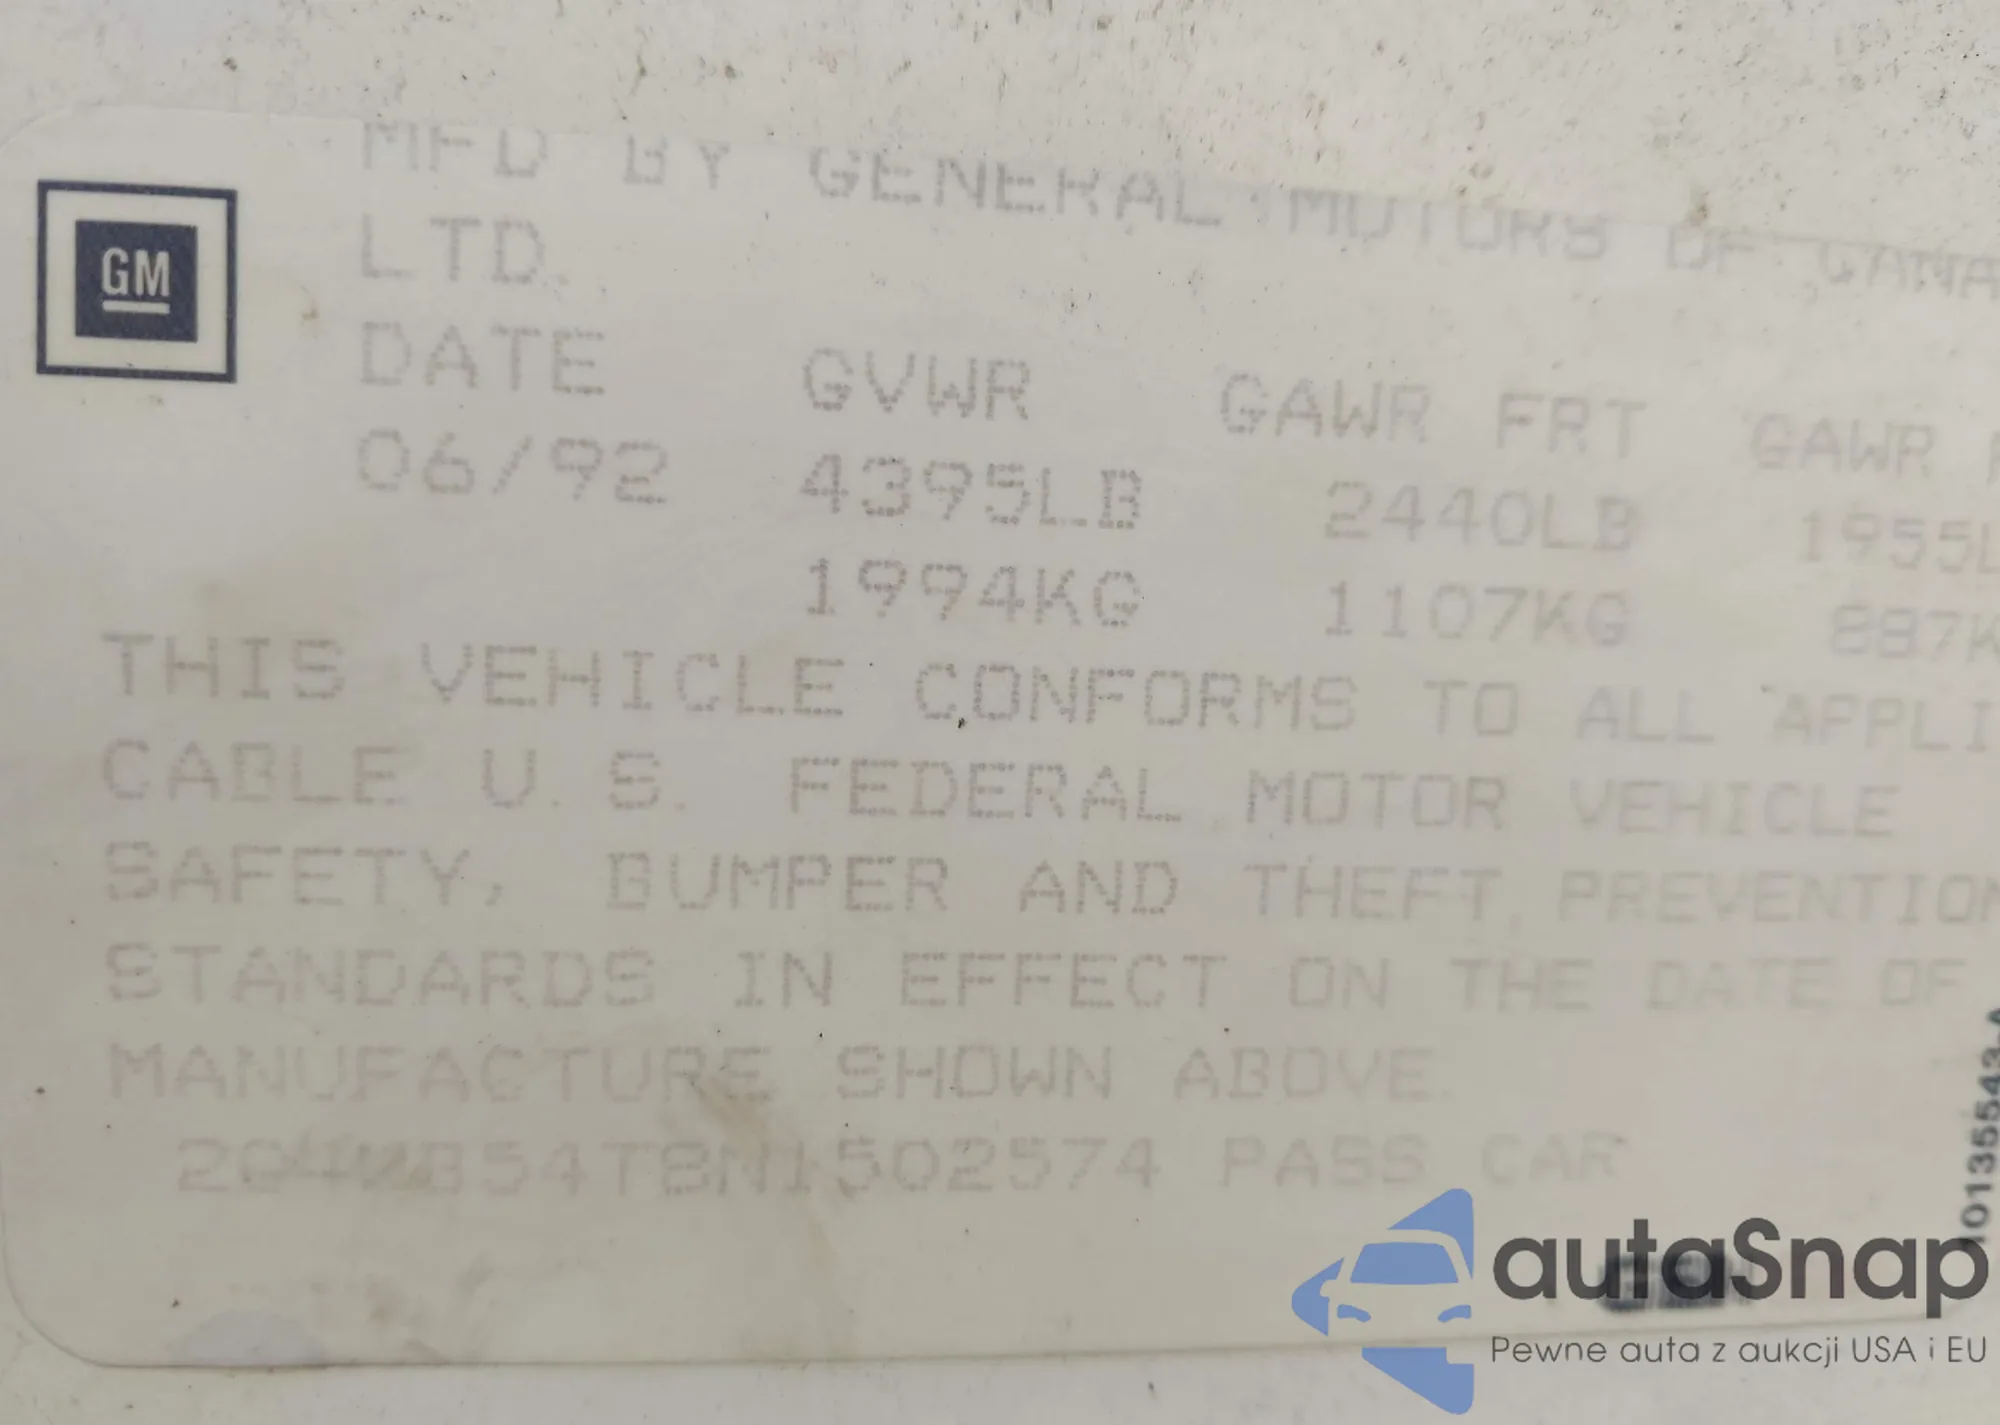 GM
MFD BY GENERAL MOTORS OF CANA
LTD.
DATE GVWR GAWR FRT GAWR
06/92 4395LB 2440LB 1955L
1994KG 1107KG 887K
THIS VEHICLE CONFORMS TO ALL APPLI
CABLE U.S. FEDERAL MOTOR VEHICLE
SAFETY, BUMPER AND THEFT PREVENTION
STANDARDS IN EFFECT ON THE DATE OF
MANUFACTURE SHOWN ABOVE.
PASS CAR
10135543-A
autaSnap
Pewne auta z aukcji USA i EU